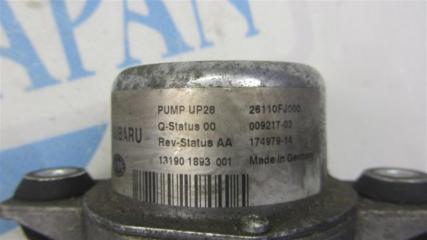 JAPAN
PUMP UP28 26110FJ000
Q-Status 00 009217-03
SUBARU Rev-Status AA 174979-14
13190 1893 001 Made in Germany